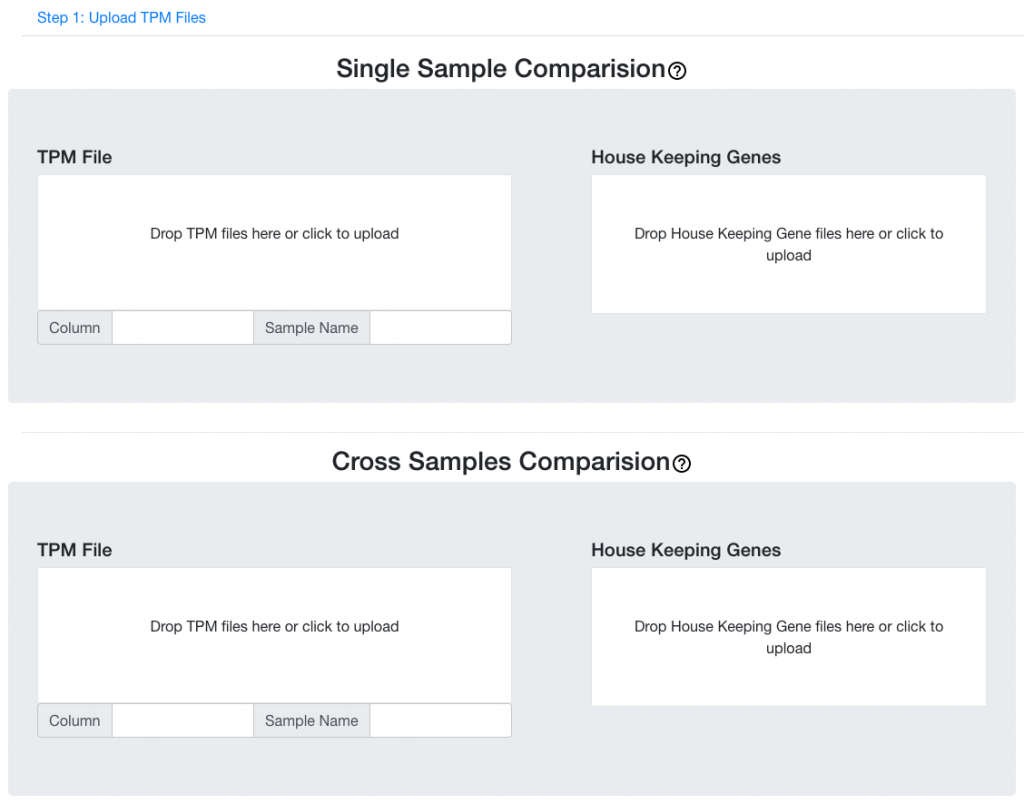 Step 1: Upload TPM Files
Single Sample Comparision?
TPM File
House Keeping Genes
Drop TPM files here or click to upload
Drop House Keeping Gene files here or click to
upload
Column
Sample Name
Cross Samples Comparision?
TPM File
House Keeping Genes
Drop TPM files here or click to upload
Drop House Keeping Gene files here or click to
upload
Column
Sample Name